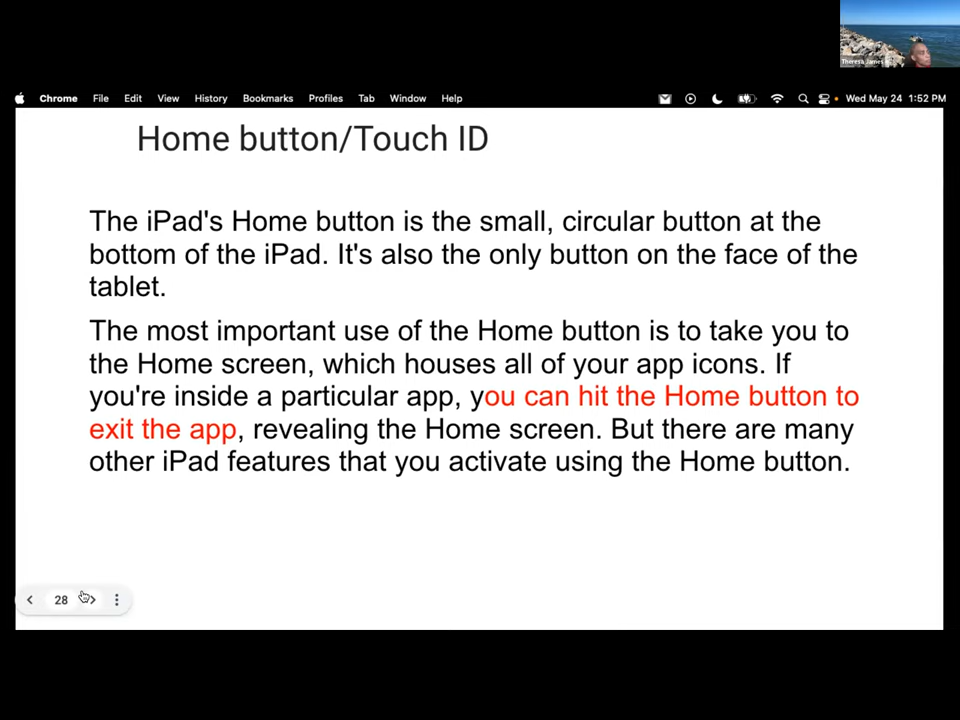 Theresa James
Chrome File Edit View History Bookmarks Profiles Tab Window Help Wed May 24 1:52 PM
Home button/Touch ID
The iPad's Home button is the small, circular button at the
bottom of the iPad. It's also the only button on the face of the
tablet.
The most important use of the Home button is to take you to
the Home screen, which houses all of your app icons. If
you're inside a particular app, you can hit the Home button to
exit the app, revealing the Home screen. But there are many
other iPad features that you activate using the Home button.
28